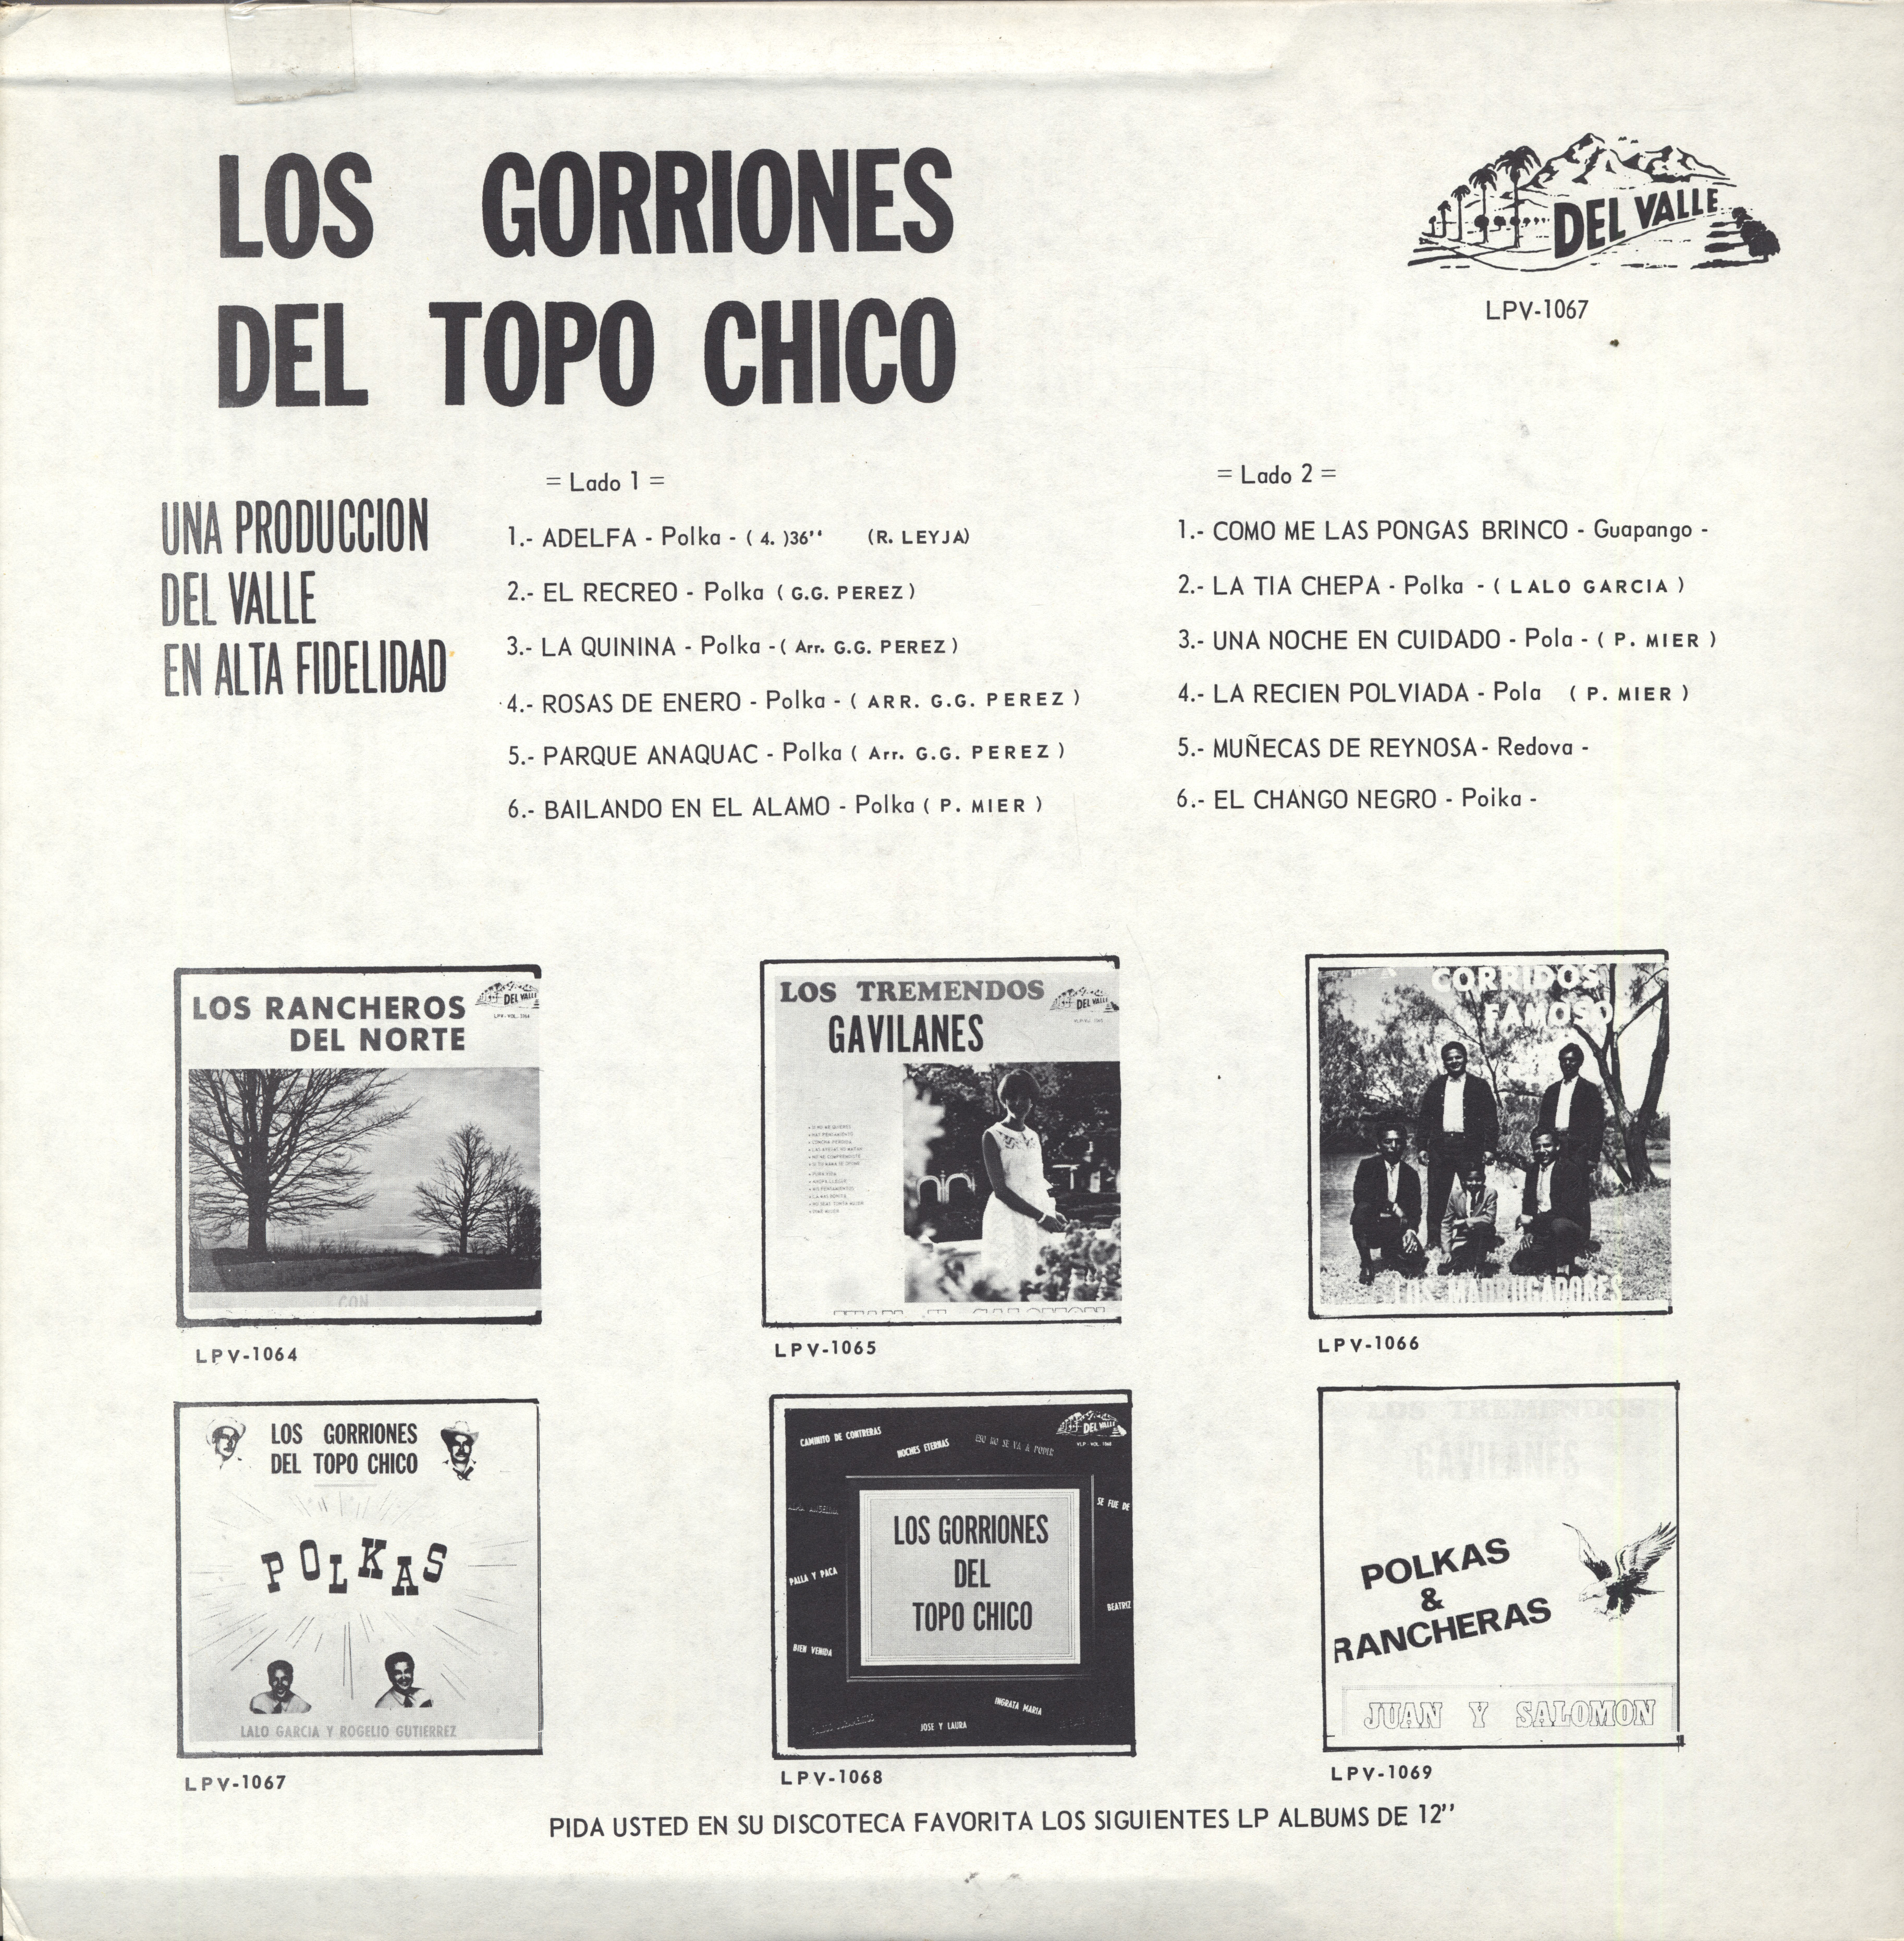 LOS GORRIONES
DEL TOPO CHICO
DEL VALLE
LPV-1067
UNA PRODUCCION
DEL VALLE
EN ALTA FIDELIDAD
= Lado 1 =
1.- ADELFA - Polka - ( 4. )36'' (R. LEYJA)
2.- EL RECREO - Polka ( G.G. PEREZ )
3.- LA QUININA - Polka -( Arr. G.G. PEREZ )
4.- ROSAS DE ENERO - Polka - ( ARR. G.G. PEREZ )
5.- PARQUE ANAQUAC - Polka ( Arr. G.G. PEREZ )
6.- BAILANDO EN EL ALAMO - Polka ( P. MIER )
= Lado 2 =
1.- COMO ME LAS PONGAS BRINCO - Guapango -
2.- LA TIA CHEPA - Polka - ( LALO GARCIA )
3.- UNA NOCHE EN CUIDADO - Pola - ( P. MIER )
4.- LA RECIEN POLVIADA - Pola ( P. MIER )
5.- MUÑECAS DE REYNOSA - Redova -
6.- EL CHANGO NEGRO - Poika -
LOS RANCHEROS
DEL NORTE
DEL VALLE
CON
LPV-1064
LOS TREMENDOS
GAVILANES
DEL VALLE
LPV-1065
CORRIDOS
FAMOSO
LOS MADRUGADORES
LPV-1066
LOS GORRIONES
DEL TOPO CHICO
POLKAS
LALO GARCIA Y ROGELIO GUTIERREZ
LPV-1067
CAMINITO DE CONTRERAS
NOCHES ETERNAS
ESO NO SE VA A PODER
DEL VALLE
VLP - VOL. 1068
SE FUE DE
LOS GORRIONES
DEL
TOPO CHICO
PALLA Y PACA
BEATRIZ
BIEN VENIDA
INGRATA MARIA
JOSE Y LAURA
LPV-1068
LOS TREMENDOS
GAVILANES
POLKAS
&
RANCHERAS
JUAN Y SALOMON
LPV-1069
PIDA USTED EN SU DISCOTECA FAVORITA LOS SIGUIENTES LP ALBUMS DE 12''